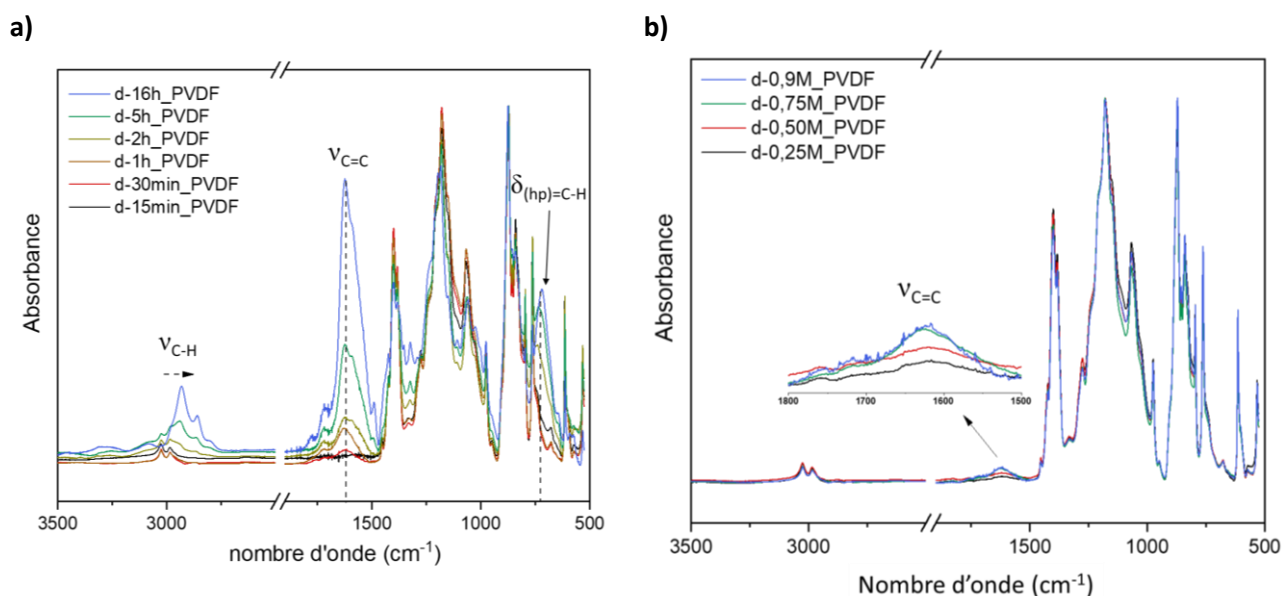 a)
d-16h_PVDF
d-5h_PVDF
d-2h_PVDF
d-1h_PVDF
d-30min_PVDF
d-15min_PVDF
νC=C
δ(hp)=C-H
νC-H
Absorbance
3500
3000
1500
1000
500
nombre d'onde (cm-1)
b)
d-0,9M_PVDF
d-0,75M_PVDF
d-0,50M_PVDF
d-0,25M_PVDF
νC=C
1800
1700
1600
1500
Absorbance
3500
3000
1500
1000
500
Nombre d’onde (cm-1)